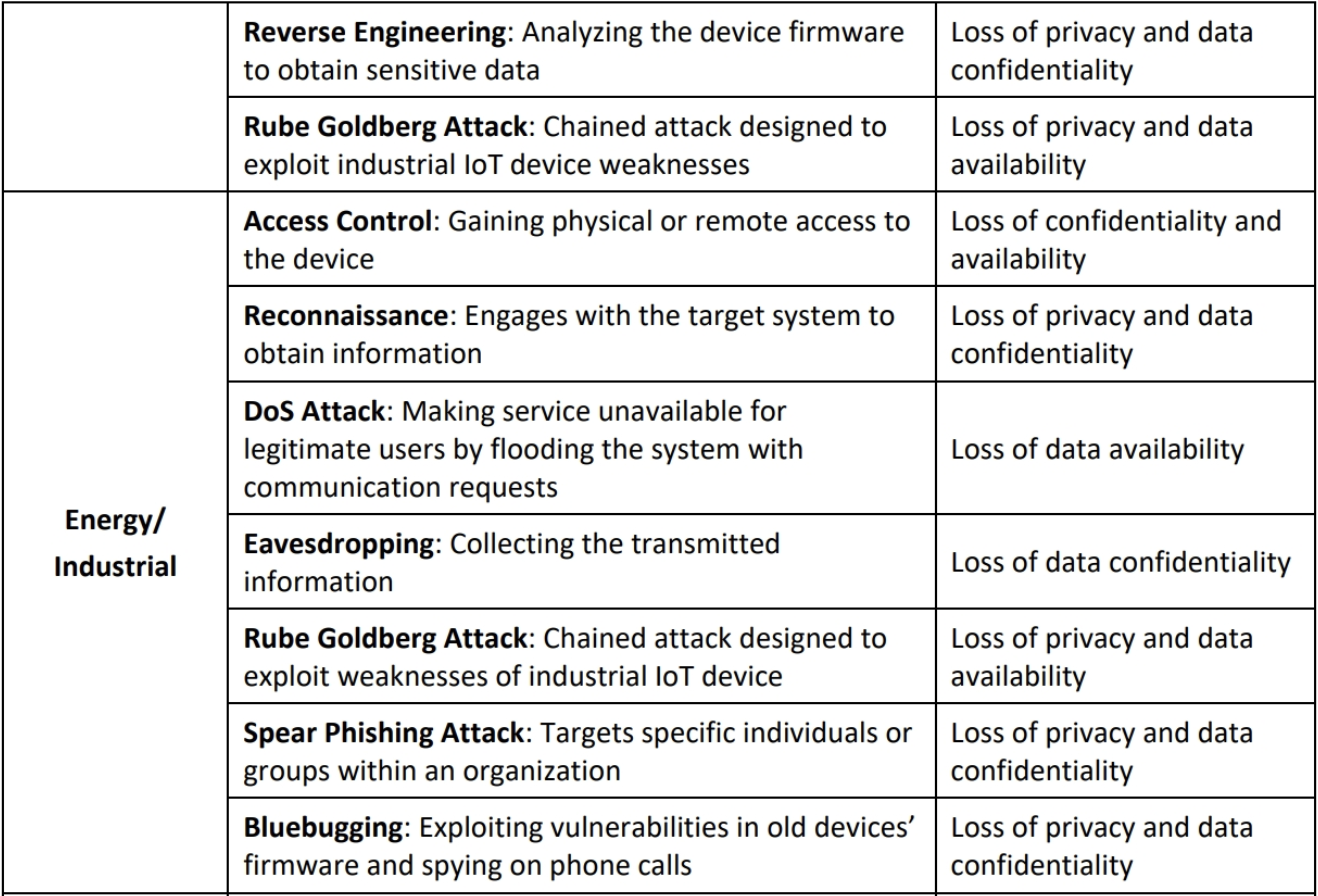 Reverse Engineering: Analyzing the device firmware
to obtain sensitive data
Loss of privacy and data
confidentiality
Rube Goldberg Attack: Chained attack designed to
exploit industrial IoT device weaknesses
Loss of privacy and data
availability
Energy/
Industrial
Access Control: Gaining physical or remote access to
the device
Loss of confidentiality and
availability
Reconnaissance: Engages with the target system to
obtain information
Loss of privacy and data
confidentiality
DoS Attack: Making service unavailable for
legitimate users by flooding the system with
communication requests
Loss of data availability
Eavesdropping: Collecting the transmitted
information
Loss of data confidentiality
Rube Goldberg Attack: Chained attack designed to
exploit weaknesses of industrial IoT device
Loss of privacy and data
availability
Spear Phishing Attack: Targets specific individuals or
groups within an organization
Loss of privacy and data
confidentiality
Bluebugging: Exploiting vulnerabilities in old devices’
firmware and spying on phone calls
Loss of privacy and data
confidentiality